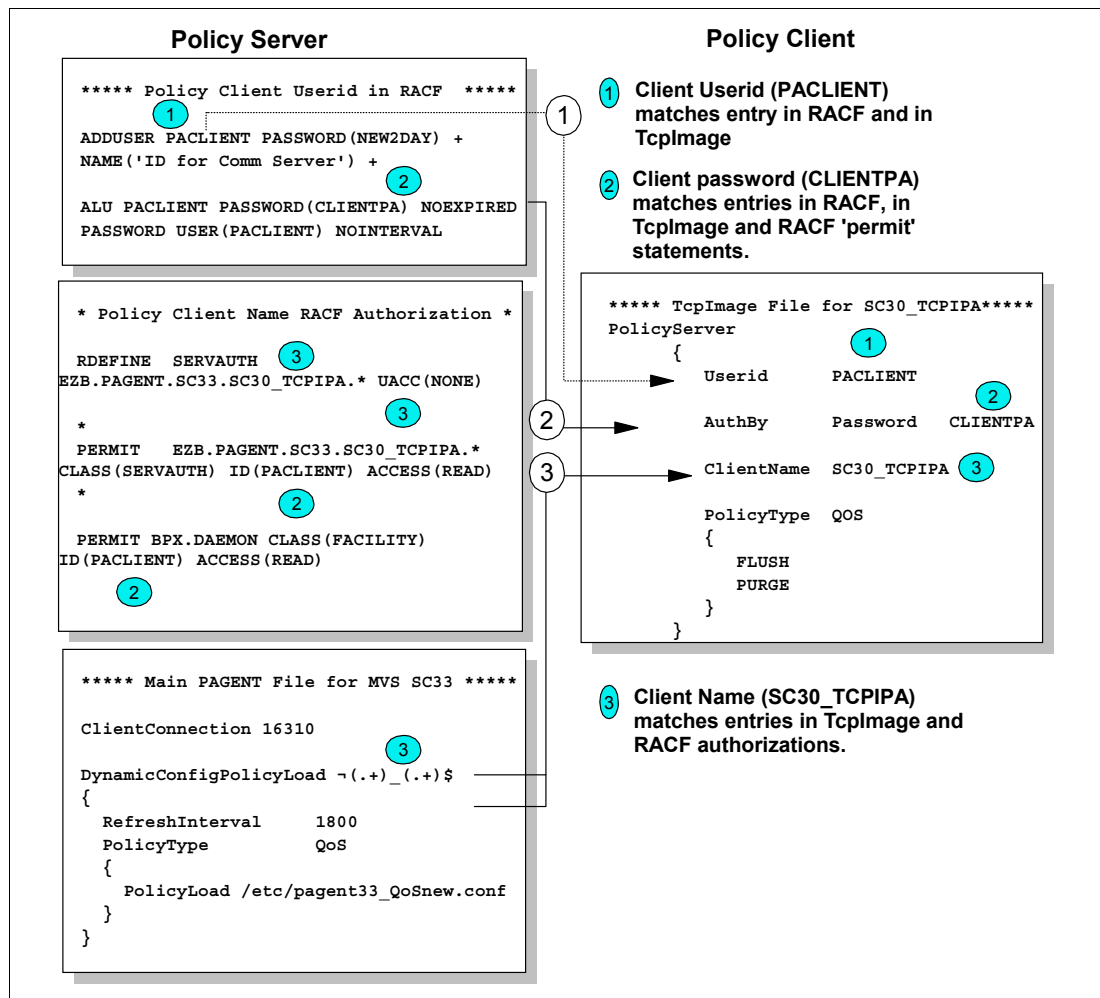 Policy Server
***** Policy Client Userid in RACF *****
1
ADDUSER PACLIENT PASSWORD(NEW2DAY) +
NAME('ID for Comm Server') +
2
ALU PACLIENT PASSWORD(CLIENTPA) NOEXPIRED
PASSWORD USER(PACLIENT) NOINTERVAL
* Policy Client Name RACF Authorization *
RDEFINE SERVAUTH 3
EZB.PAGENT.SC33.SC30_TCPIPA.* UACC(NONE)
3
*
PERMIT EZB.PAGENT.SC33.SC30_TCPIPA.*
CLASS(SERVAUTH) ID(PACLIENT) ACCESS(READ)
*
2
PERMIT BPX.DAEMON CLASS(FACILITY)
ID(PACLIENT) ACCESS(READ)
2
***** Main PAGENT File for MVS SC33 *****
ClientConnection 16310
3
DynamicConfigPolicyLoad ¬(.+)_(.+)$
{
RefreshInterval 1800
PolicyType QoS
{
PolicyLoad /etc/pagent33_QoSnew.conf
}
}
1
2
3
Policy Client
1 Client Userid (PACLIENT)
matches entry in RACF and in
TcpImage
2 Client password (CLIENTPA)
matches entries in RACF, in
TcpImage and RACF 'permit'
statements.
***** TcpImage File for SC30_TCPIPA*****
PolicyServer
1
{
Userid PACLIENT
2
AuthBy Password CLIENTPA
ClientName SC30_TCPIPA 3
PolicyType QOS
{
FLUSH
PURGE
}
}
3 Client Name (SC30_TCPIPA)
matches entries in TcpImage and
RACF authorizations.